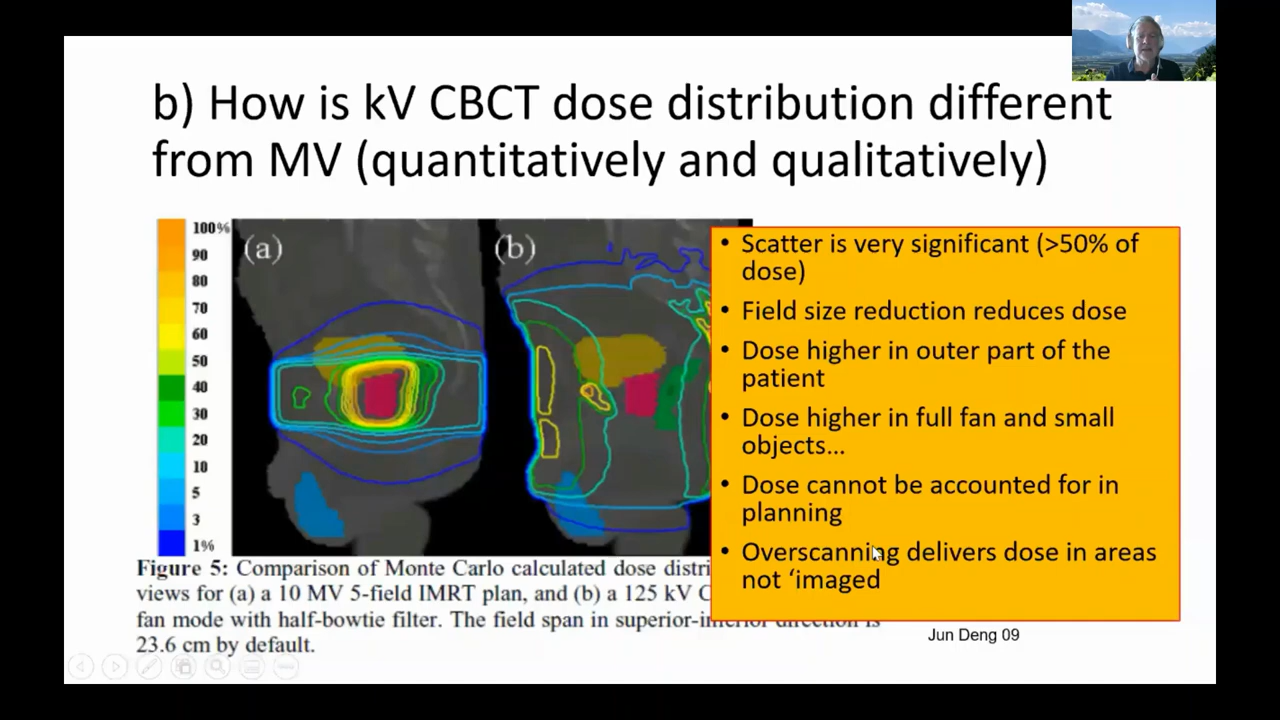 b) How is kV CBCT dose distribution different
from MV (quantitatively and qualitatively)
100%
90
80
70
60
50
40
30
20
10
5
3
1%
(a)
(b)
• Scatter is very significant (>50% of
dose)
• Field size reduction reduces dose
• Dose higher in outer part of the
patient
• Dose higher in full fan and small
objects...
• Dose cannot be accounted for in
planning
• Overscanning delivers dose in areas
not ‘imaged
Figure 5: Comparison of Monte Carlo calculated dose distri
views for (a) a 10 MV 5-field IMRT plan, and (b) a 125 kV C
fan mode with half-bowtie filter. The field span in superior-inferior direction is
23.6 cm by default.
Jun Deng 09